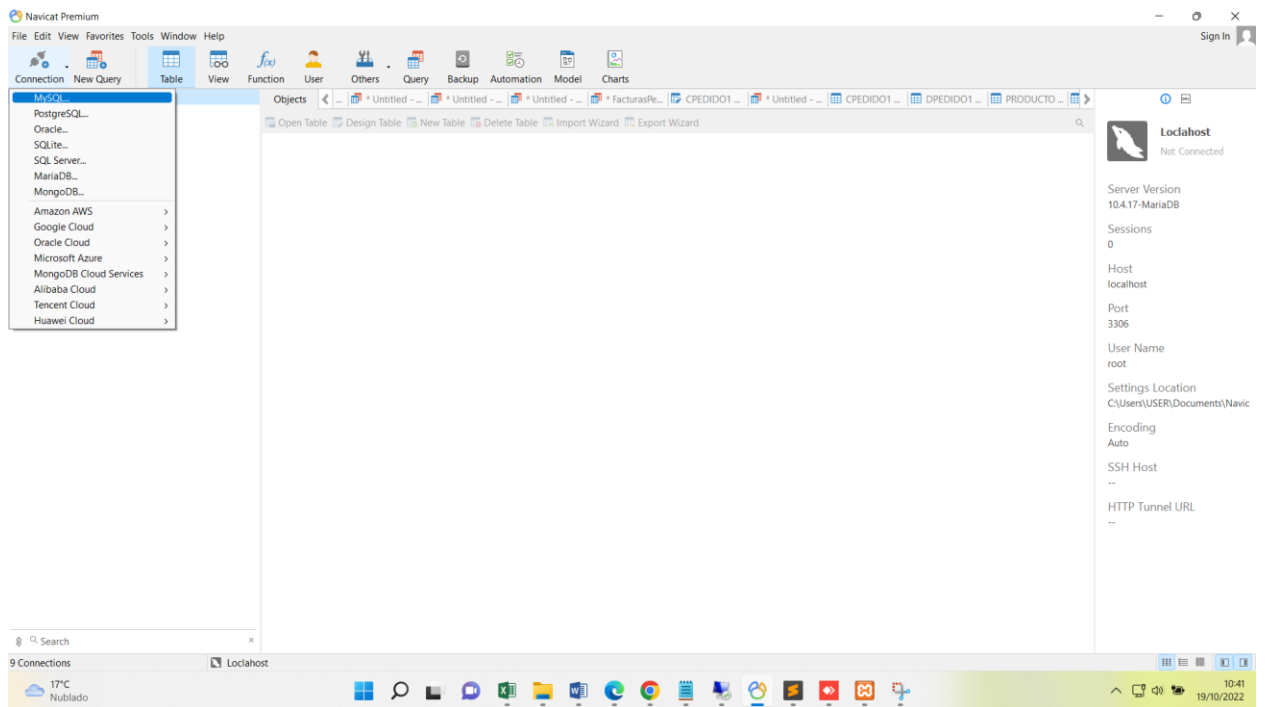 Navicat Premium
File Edit View Favorites Tools Window Help
Sign In
Connection New Query Table View Function User Others Query Backup Automation Model Charts
MySQL...
PostgreSQL...
Oracle...
SQLite...
SQL Server...
MariaDB...
MongoDB...
Amazon AWS
Google Cloud
Oracle Cloud
Microsoft Azure
MongoDB Cloud Services
Alibaba Cloud
Tencent Cloud
Huawei Cloud
Objects ... * Untitled - ... * Untitled - ... * Untitled - ... * FacturasPe... CPEDIDO1 ... * Untitled - ... CPEDIDO1 ... DPEDIDO1 ... PRODUCTO ...
Open Table Design Table New Table Delete Table Import Wizard Export Wizard
Loclahost
Not Connected
Server Version
10.4.17-MariaDB
Sessions
0
Host
localhost
Port
3306
User Name
root
Settings Location
C:\Users\USER\Documents\Navic
Encoding
Auto
SSH Host
--
HTTP Tunnel URL
--
Search
9 Connections
Loclahost
17°C
Nublado
10:41
19/10/2022